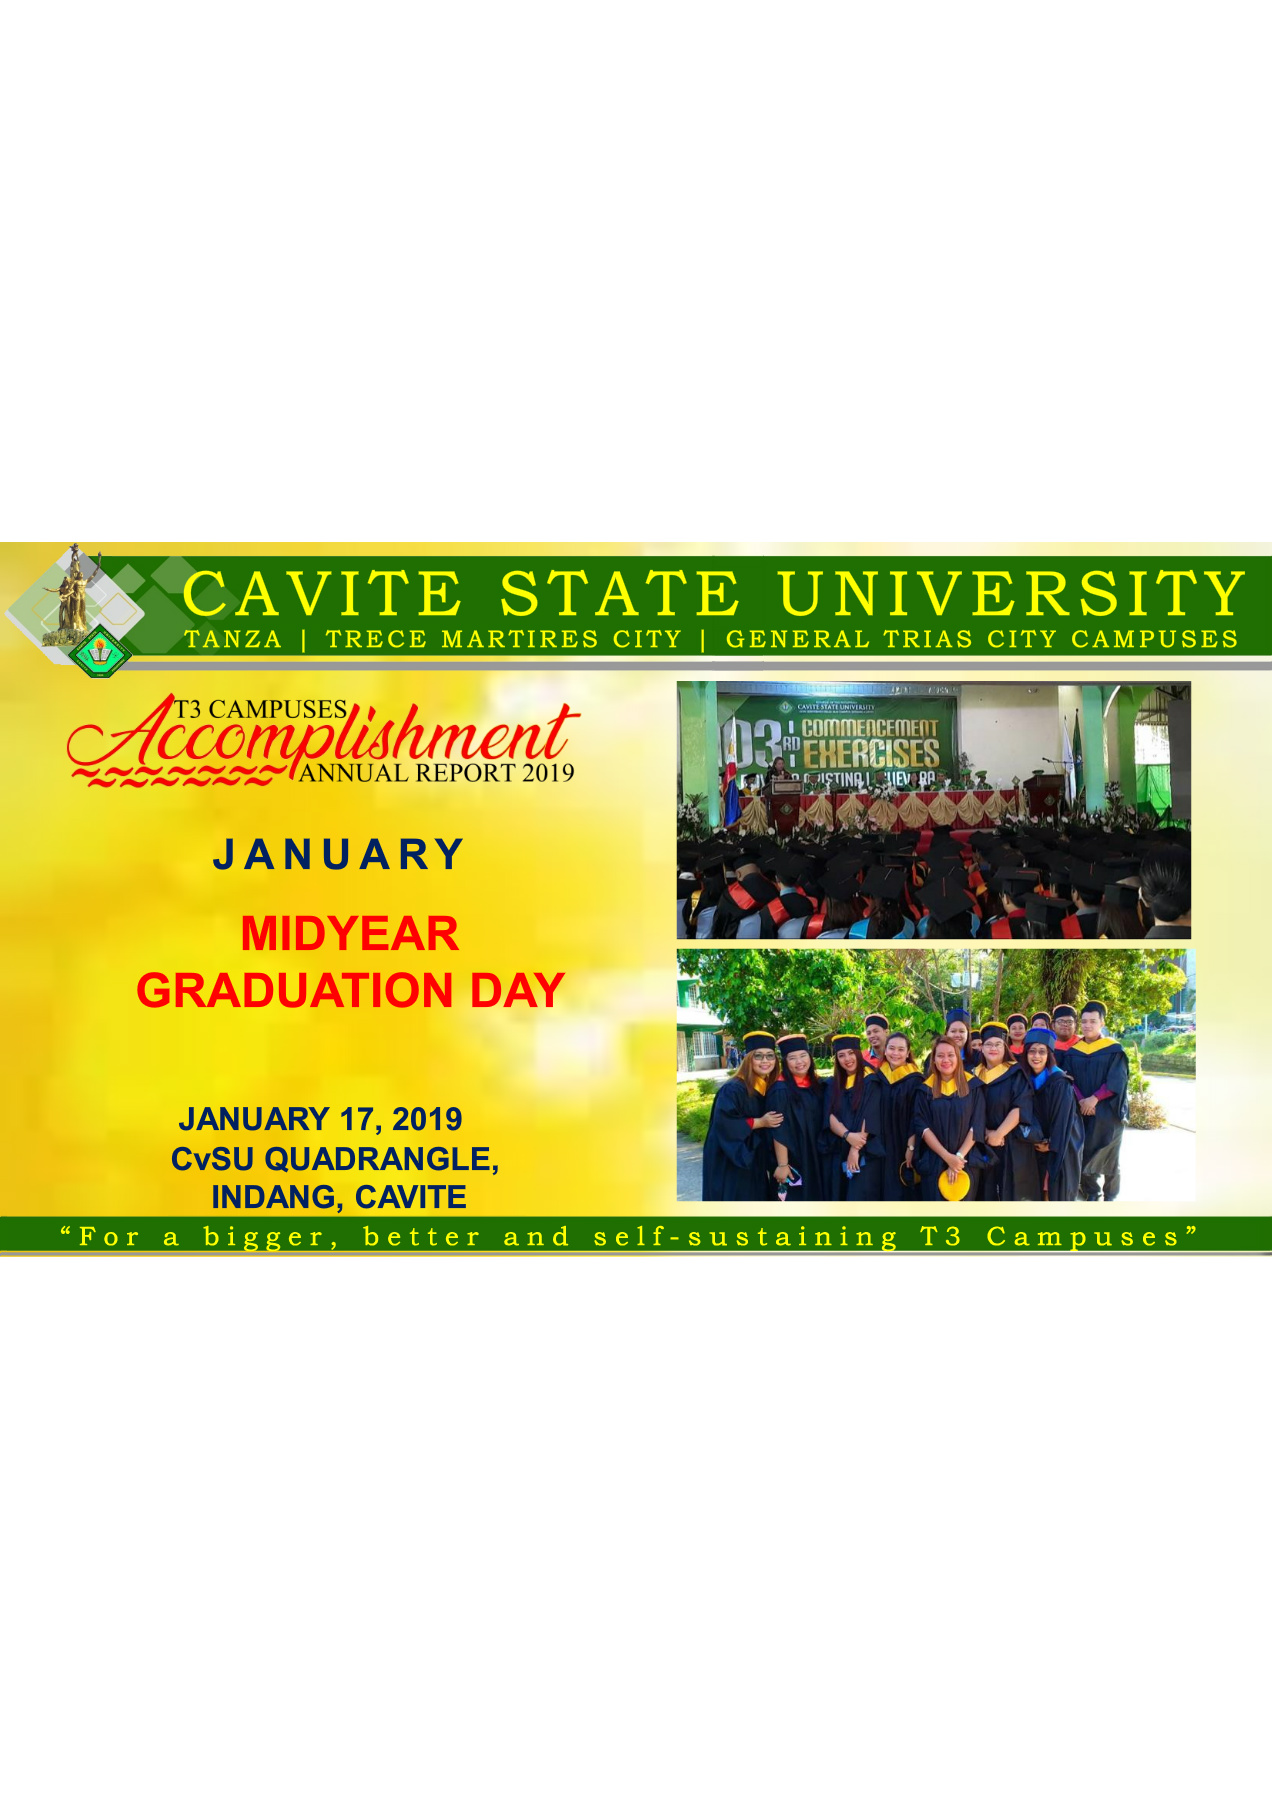 CAVITE STATE UNIVERSITY
TANZA | TRECE MARTIRES CITY | GENERAL TRIAS CITY CAMPUSES
T3 CAMPUSES
Accomplishment
ANNUAL REPORT 2019
JANUARY
MIDYEAR
GRADUATION DAY
JANUARY 17, 2019
CvSU QUADRANGLE,
INDANG, CAVITE
CAVITE STATE UNIVERSITY
03RD COMMENCEMENT
EXERCISES
“For a bigger, better and self-sustaining T3 Campuses”